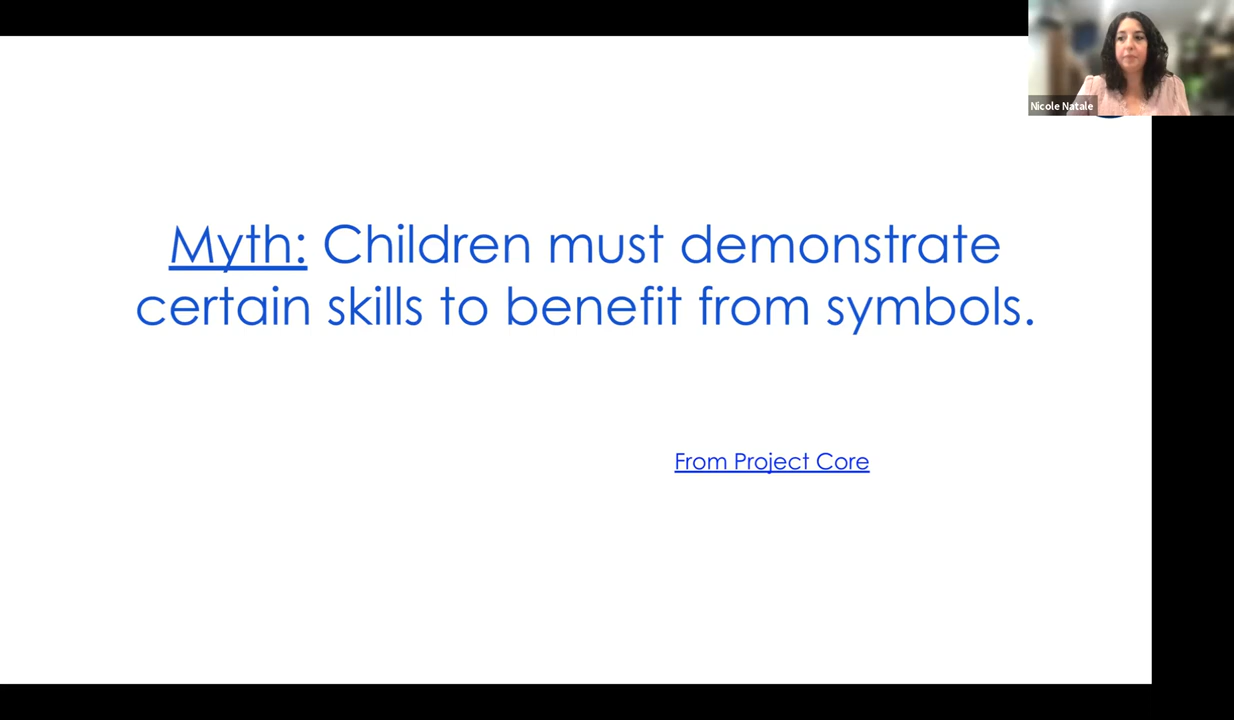 Nicole Natale
Myth: Children must demonstrate
certain skills to benefit from symbols.
From Project Core